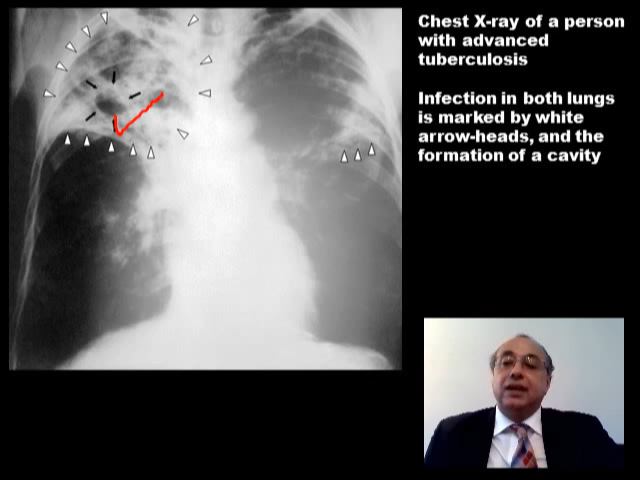 Chest X-ray of a person
with advanced
tuberculosis
Infection in both lungs
is marked by white
arrow-heads, and the
formation of a cavity